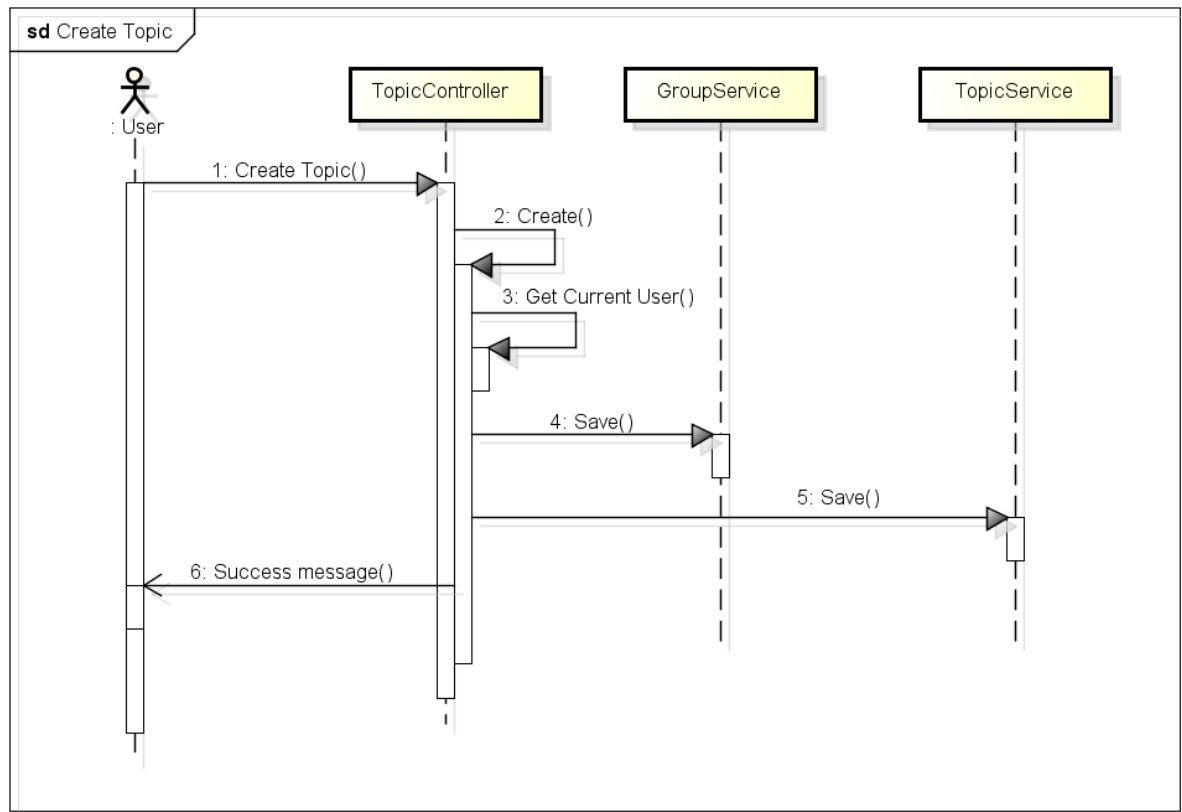 sd Create Topic
: User
TopicController
GroupService
TopicService
1: Create Topic()
2: Create()
3: Get Current User()
4: Save()
5: Save()
6: Success message()